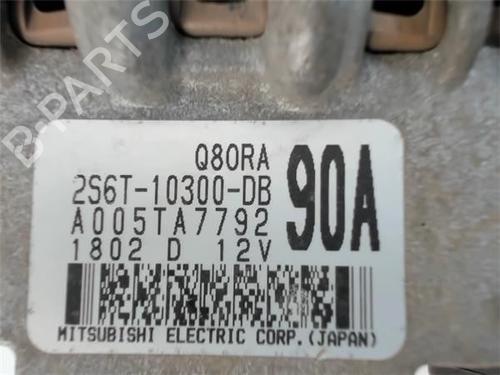 Q80RA
2S6T-10300-DB
90A
A005TA7792
1802 D 12V
MITSUBISHI ELECTRIC CORP.(JAPAN)
B-PARTS